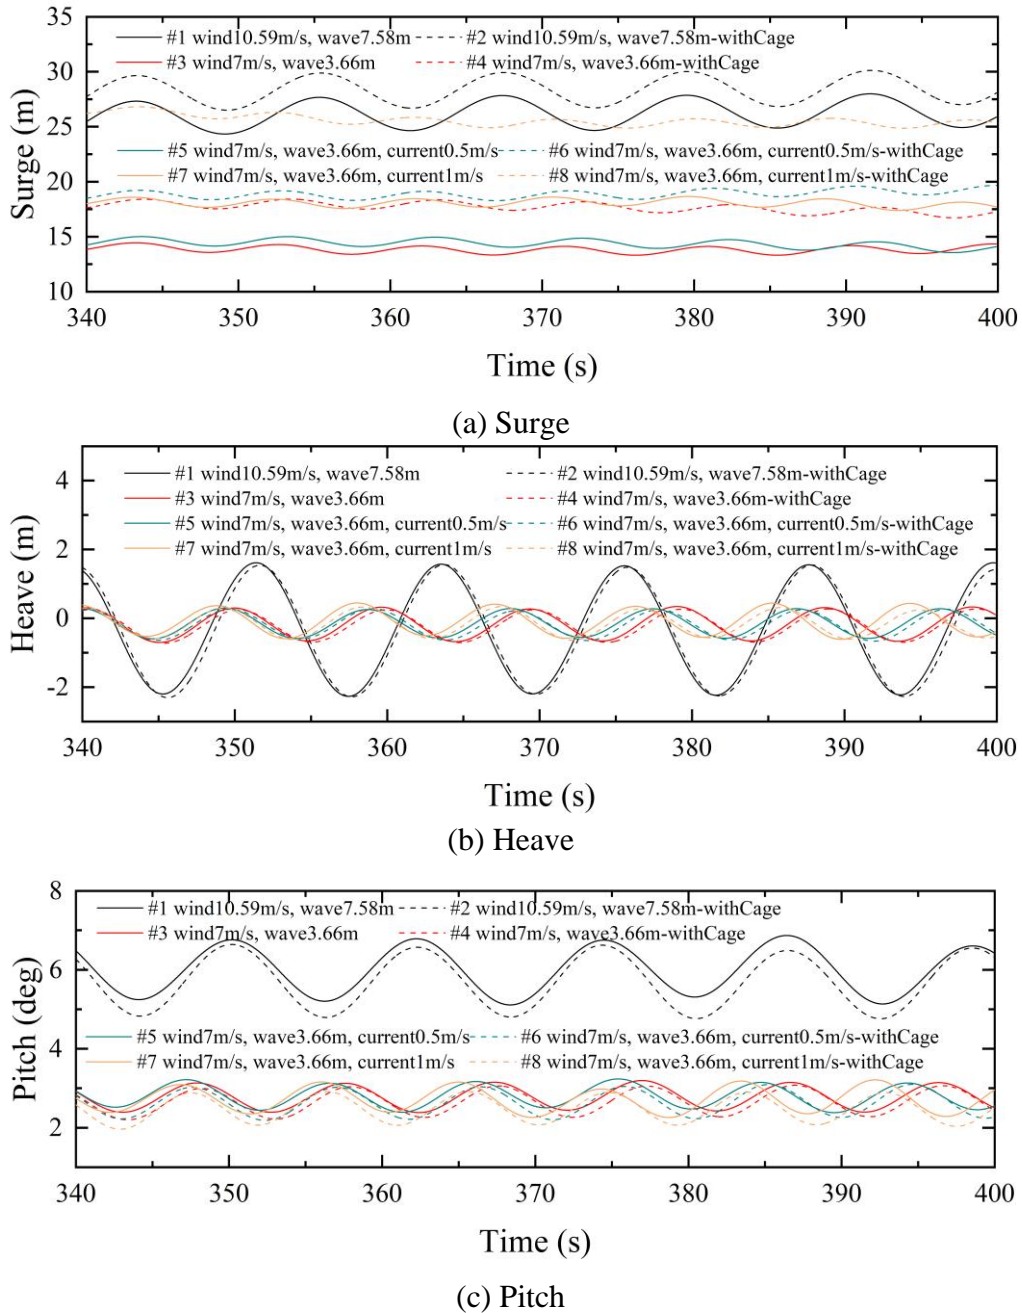 35
30
25
20
15
10
Surge (m)
#1 wind10.59m/s, wave7.58m
#2 wind10.59m/s, wave7.58m-withCage
#3 wind7m/s, wave3.66m
#4 wind7m/s, wave3.66m-withCage
#5 wind7m/s, wave3.66m, current0.5m/s
#6 wind7m/s, wave3.66m, current0.5m/s-withCage
#7 wind7m/s, wave3.66m, current1m/s
#8 wind7m/s, wave3.66m, current1m/s-withCage
340 350 360 370 380 390 400
Time (s)
(a) Surge
4
2
0
-2
Heave (m)
#1 wind10.59m/s, wave7.58m
#2 wind10.59m/s, wave7.58m-withCage
#3 wind7m/s, wave3.66m
#4 wind7m/s, wave3.66m-withCage
#5 wind7m/s, wave3.66m, current0.5m/s
#6 wind7m/s, wave3.66m, current0.5m/s-withCage
#7 wind7m/s, wave3.66m, current1m/s
#8 wind7m/s, wave3.66m, current1m/s-withCage
340 350 360 370 380 390 400
Time (s)
(b) Heave
8
6
4
2
Pitch (deg)
#1 wind10.59m/s, wave7.58m
#2 wind10.59m/s, wave7.58m-withCage
#3 wind7m/s, wave3.66m
#4 wind7m/s, wave3.66m-withCage
#5 wind7m/s, wave3.66m, current0.5m/s
#6 wind7m/s, wave3.66m, current0.5m/s-withCage
#7 wind7m/s, wave3.66m, current1m/s
#8 wind7m/s, wave3.66m, current1m/s-withCage
340 350 360 370 380 390 400
Time (s)
(c) Pitch